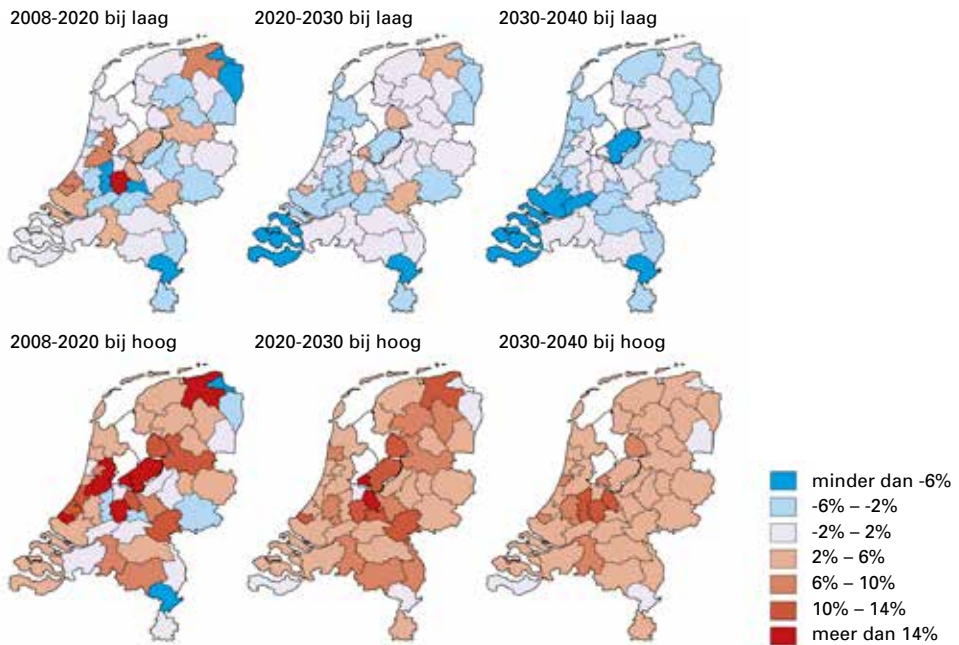 2008-2020 bij laag
2020-2030 bij laag
2030-2040 bij laag
2008-2020 bij hoog
2020-2030 bij hoog
2030-2040 bij hoog
minder dan -6%
-6% – -2%
-2% – 2%
2% – 6%
6% – 10%
10% – 14%
meer dan 14%